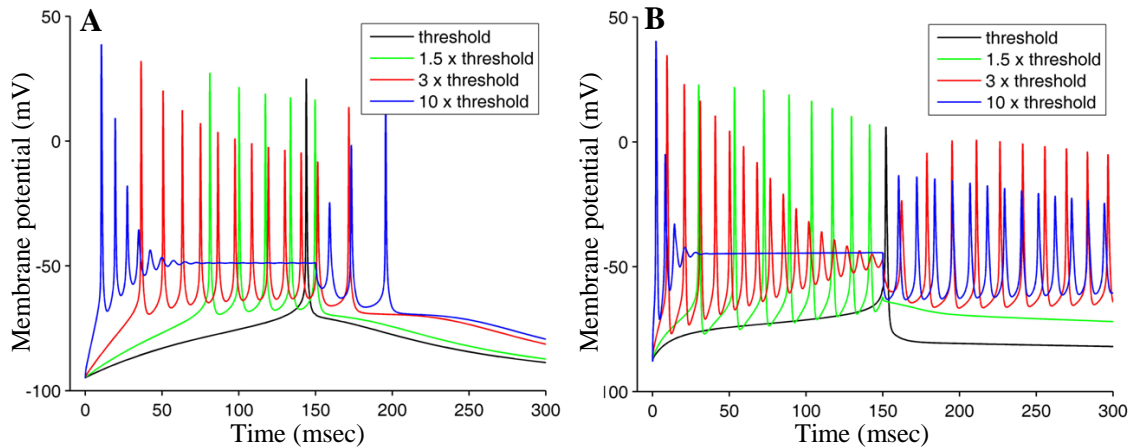 A
50
0
-50
-100
Membrane potential (mV)
threshold
1.5 x threshold
3 x threshold
10 x threshold
0
50
100
150
200
250
300
Time (msec)
B
50
0
-50
100
Membrane potential (mV)
threshold
1.5 x threshold
3 x threshold
10 x threshold
0
50
100
150
200
250
300
Time (msec)